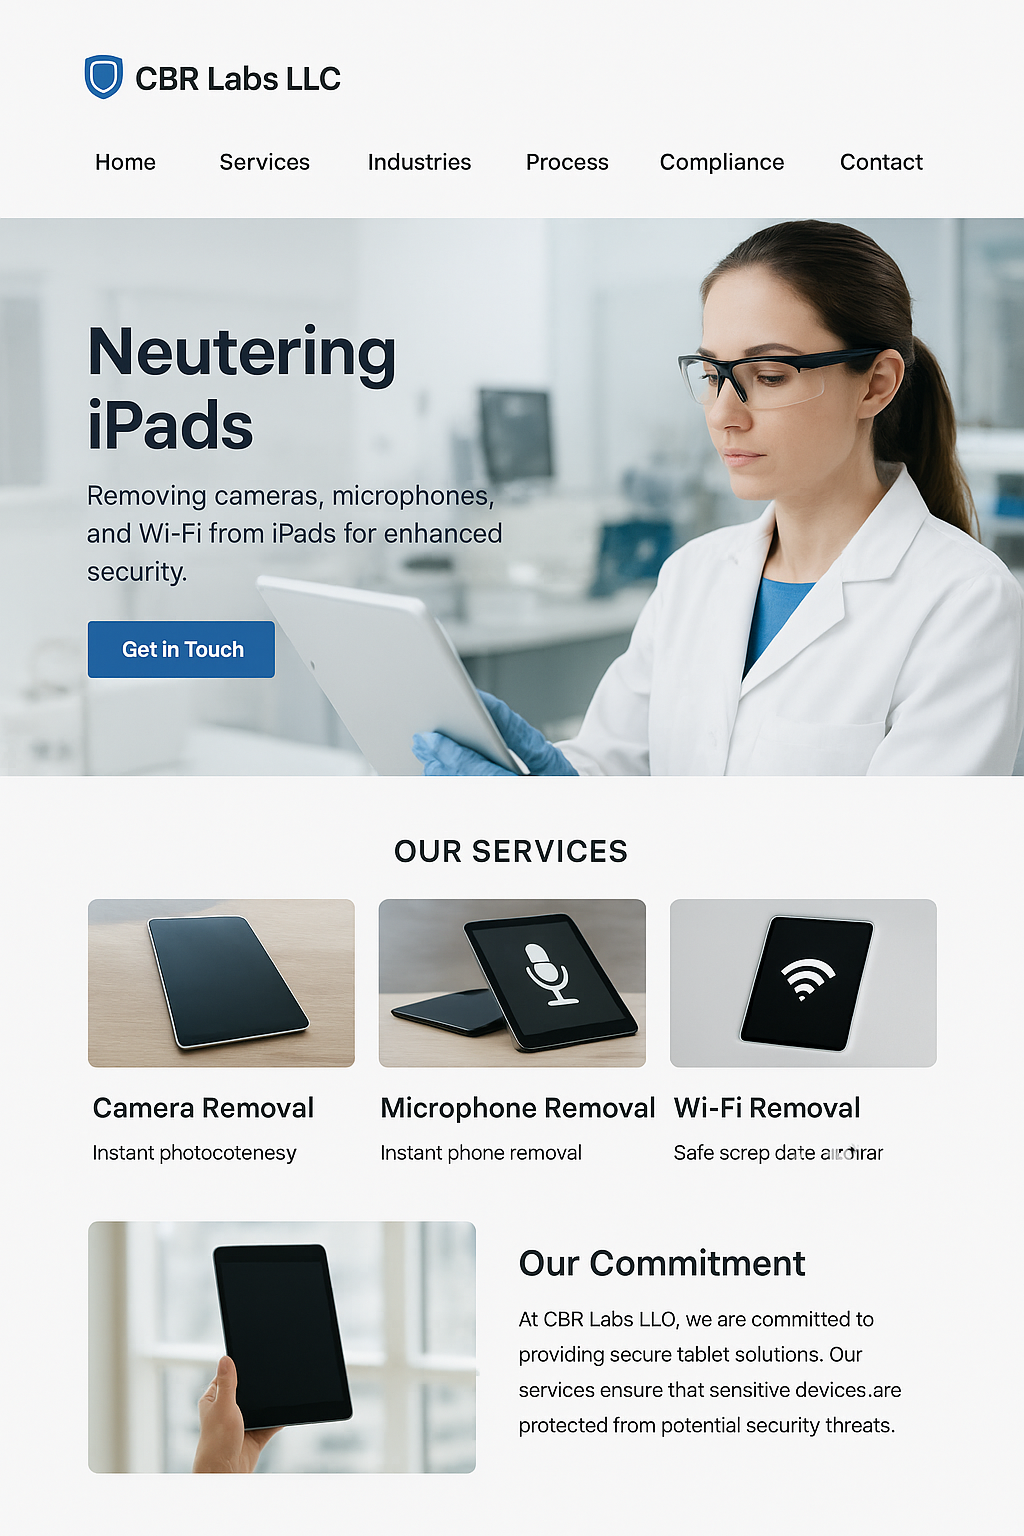 CBR Labs LLC
Home Services Industries Process Compliance Contact
Neutering
iPads
Removing cameras, microphones,
and Wi-Fi from iPads for enhanced
security.
Get in Touch
OUR SERVICES
Camera Removal
Instant photocotenesy
Microphone Removal
Instant phone removal
Wi-Fi Removal
Safe screp date
Our Commitment
At CBR Labs LLO, we are committed to
providing secure tablet solutions. Our
services ensure that sensitive devices.are
protected from potential security threats.